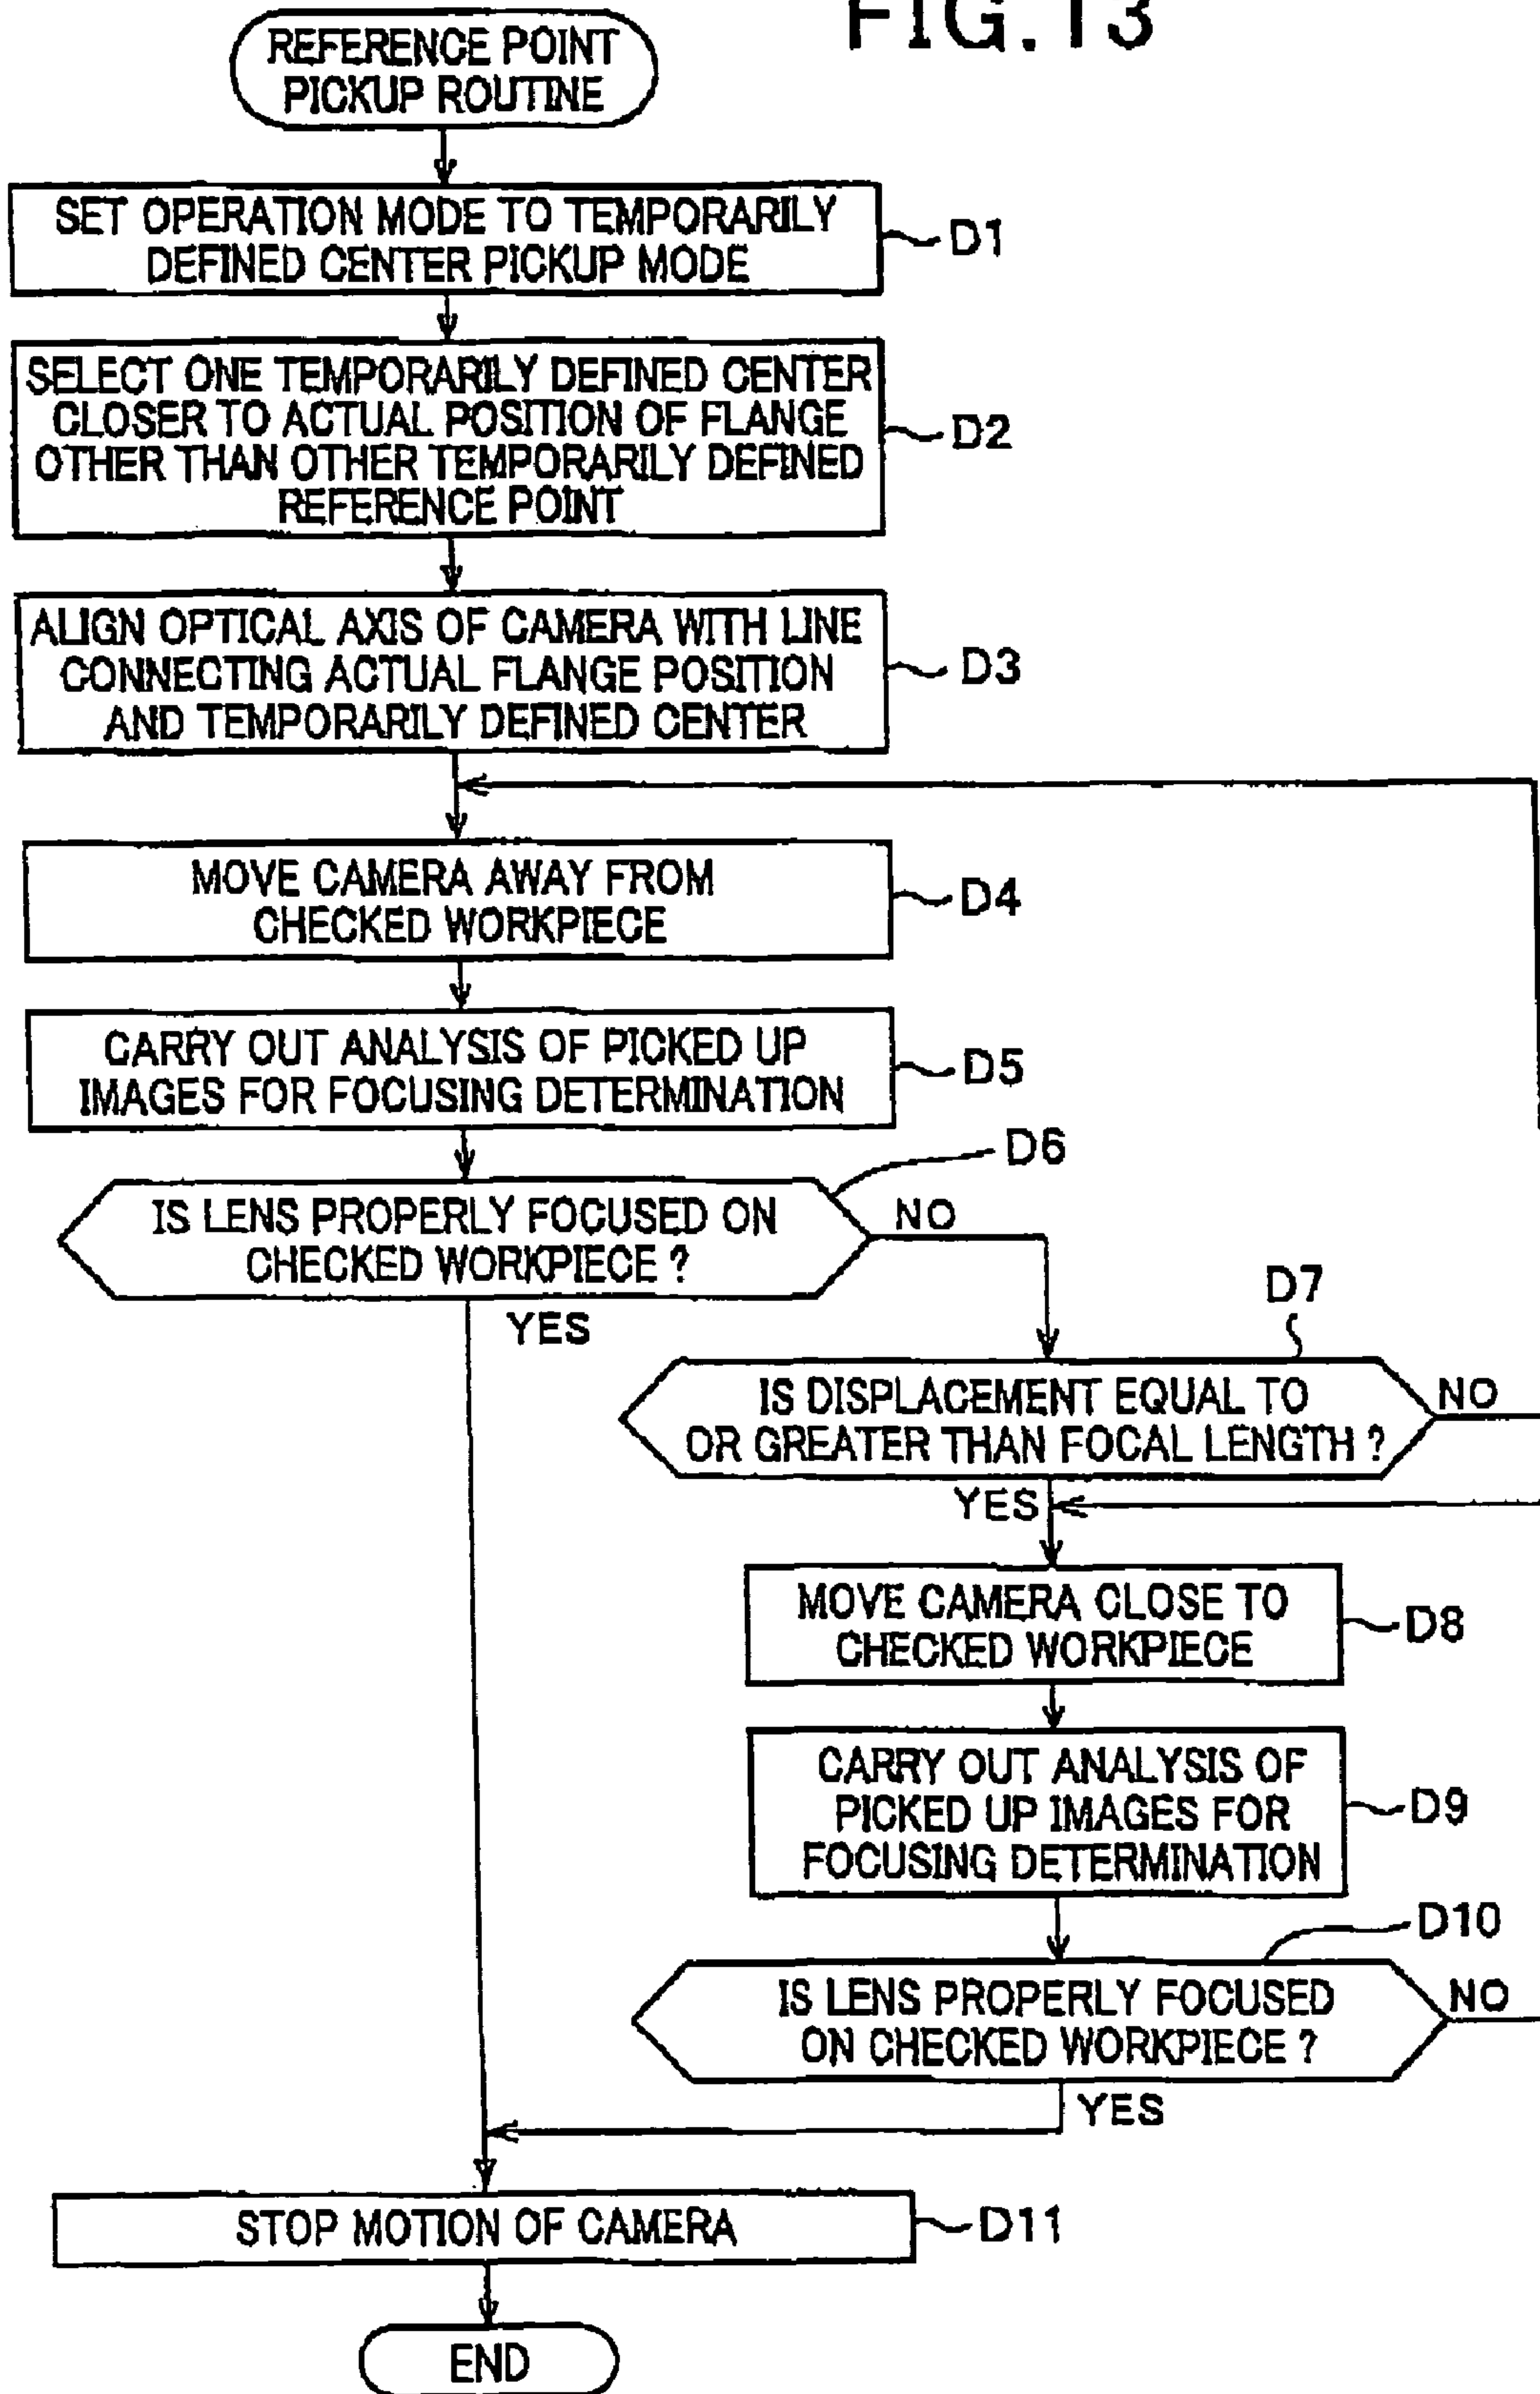 FIG.13
REFERENCE POINT
PICKUP ROUTINE
SET OPERATION MODE TO TEMPORARILY
DEFINED CENTER PICKUP MODE
D1
SELECT ONE TEMPORARILY DEFINED CENTER
CLOSER TO ACTUAL POSITION OF FLANGE
OTHER THAN OTHER TEMPORARILY DEFINED
REFERENCE POINT
D2
ALIGN OPTICAL AXIS OF CAMERA WITH LINE
CONNECTING ACTUAL FLANGE POSITION
AND TEMPORARILY DEFINED CENTER
D3
MOVE CAMERA AWAY FROM
CHECKED WORKPIECE
D4
CARRY OUT ANALYSIS OF PICKED UP
IMAGES FOR FOCUSING DETERMINATION
D5
D6
IS LENS PROPERLY FOCUSED ON
CHECKED WORKPIECE ?
NO
YES
D7
IS DISPLACEMENT EQUAL TO
OR GREATER THAN FOCAL LENGTH ?
NO
YES
MOVE CAMERA CLOSE TO
CHECKED WORKPIECE
D8
CARRY OUT ANALYSIS OF
PICKED UP IMAGES FOR
FOCUSING DETERMINATION
D9
D10
IS LENS PROPERLY FOCUSED
ON CHECKED WORKPIECE ?
NO
YES
STOP MOTION OF CAMERA
D11
END